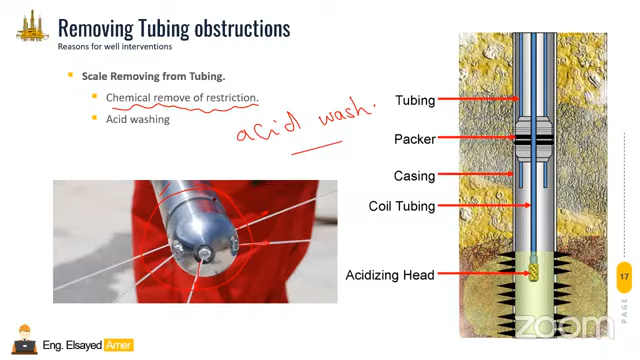 Removing Tubing obstructions
Reasons for well interventions
Scale Removing from Tubing.
Chemical remove of restriction.
Acid washing
acid wash.
Tubing
Packer
Casing
Coil Tubing
Acidizing Head
PAGE 17
zoom
Eng. Elsayed Amer